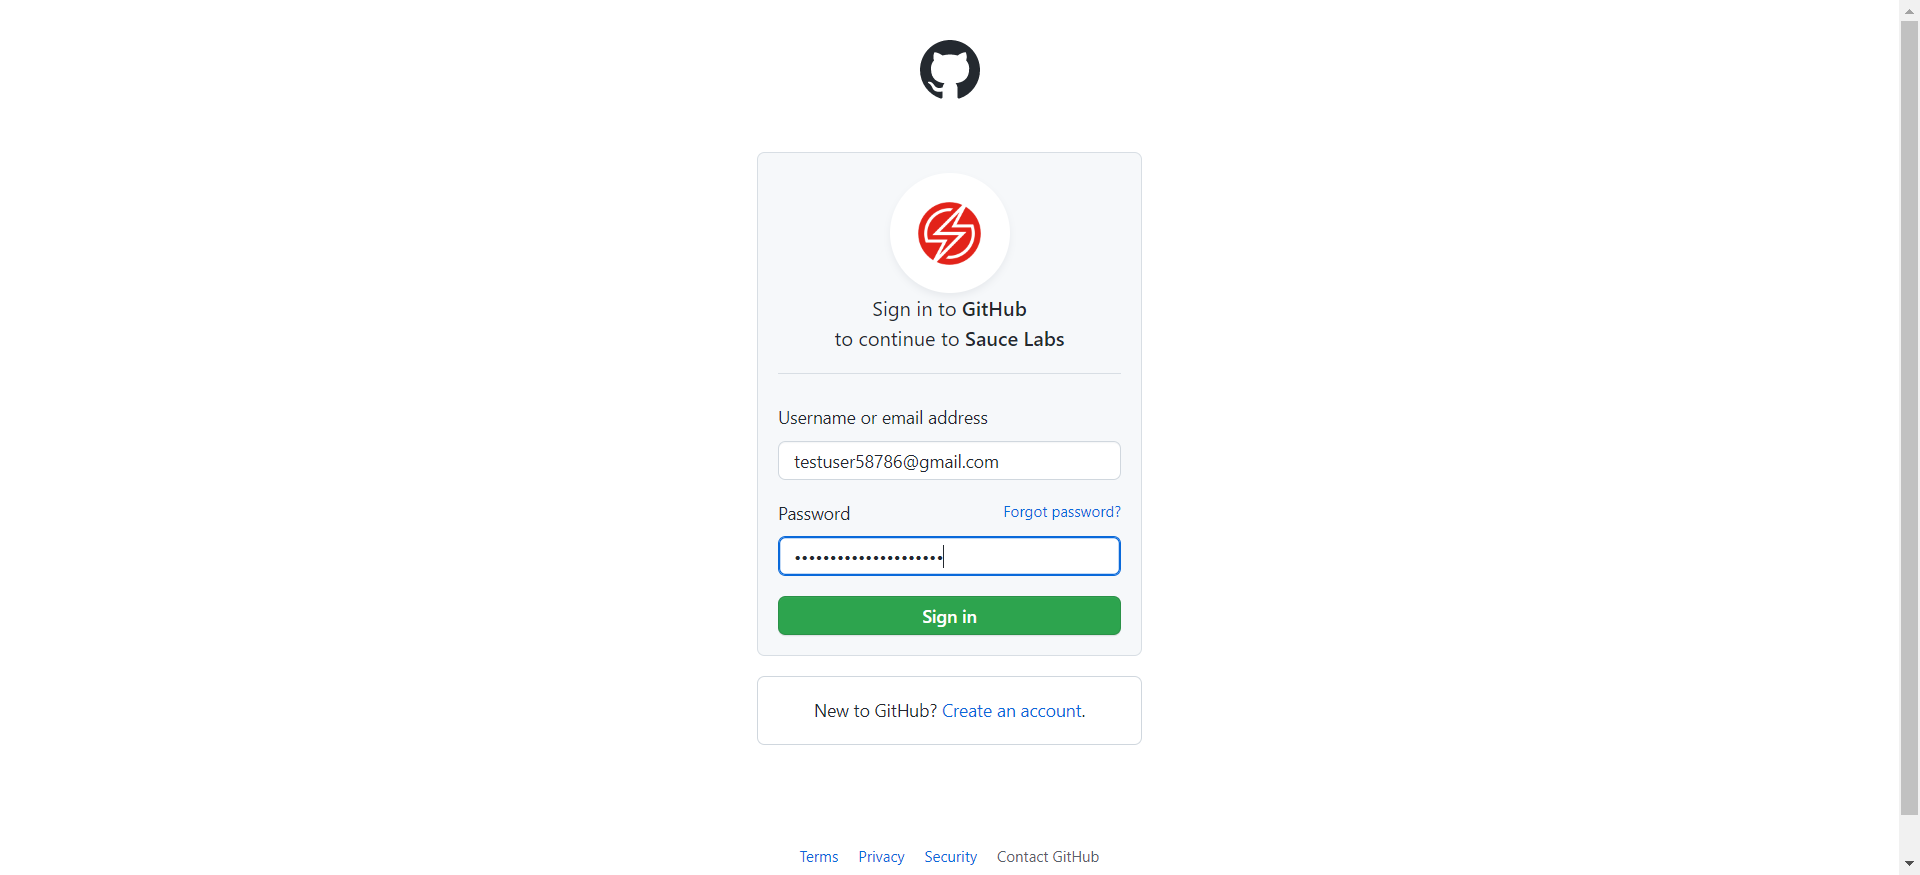 Sign in to GitHub
to continue to Sauce Labs
Username or email address
testuser58786@gmail.com
Password Forgot password?
•••••••••••••••••••••
Sign in
New to GitHub? Create an account.
Terms Privacy Security Contact GitHub